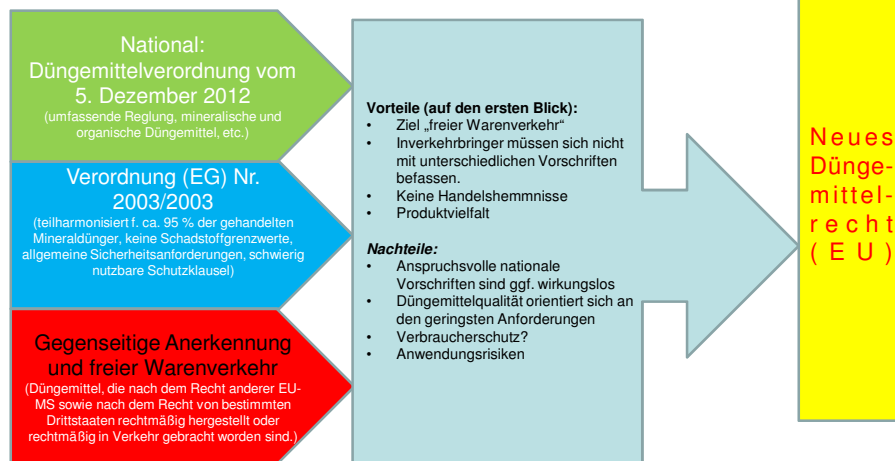 National:
Düngemittelverordnung vom
5. Dezember 2012
(umfassende Reglung, mineralische und
organische Düngemittel, etc.)
Verordnung (EG) Nr.
2003/2003
(teilharmonisiert f. ca. 95 % der gehandelten
Mineraldünger, keine Schadstoffgrenzwerte,
allgemeine Sicherheitsanforderungen, schwierig
nutzbare Schutzklausel)
Gegenseitige Anerkennung
und freier Warenverkehr
(Düngemittel, die nach dem Recht anderer EU-
MS sowie nach dem Recht von bestimmten
Drittstaaten rechtmäßig hergestellt oder
rechtmäßig in Verkehr gebracht worden sind.)
Vorteile (auf den ersten Blick):
• Ziel „freier Warenverkehr“
• Inverkehrbringer müssen sich nicht
mit unterschiedlichen Vorschriften
befassen.
• Keine Handelshemmnisse
• Produktvielfalt
Nachteile:
• Anspruchsvolle nationale
Vorschriften sind ggf. wirkungslos
• Düngemittelqualität orientiert sich an
den geringsten Anforderungen
• Verbraucherschutz?
• Anwendungsrisiken
Neues
Dünge-
mittel-
recht
(EU)